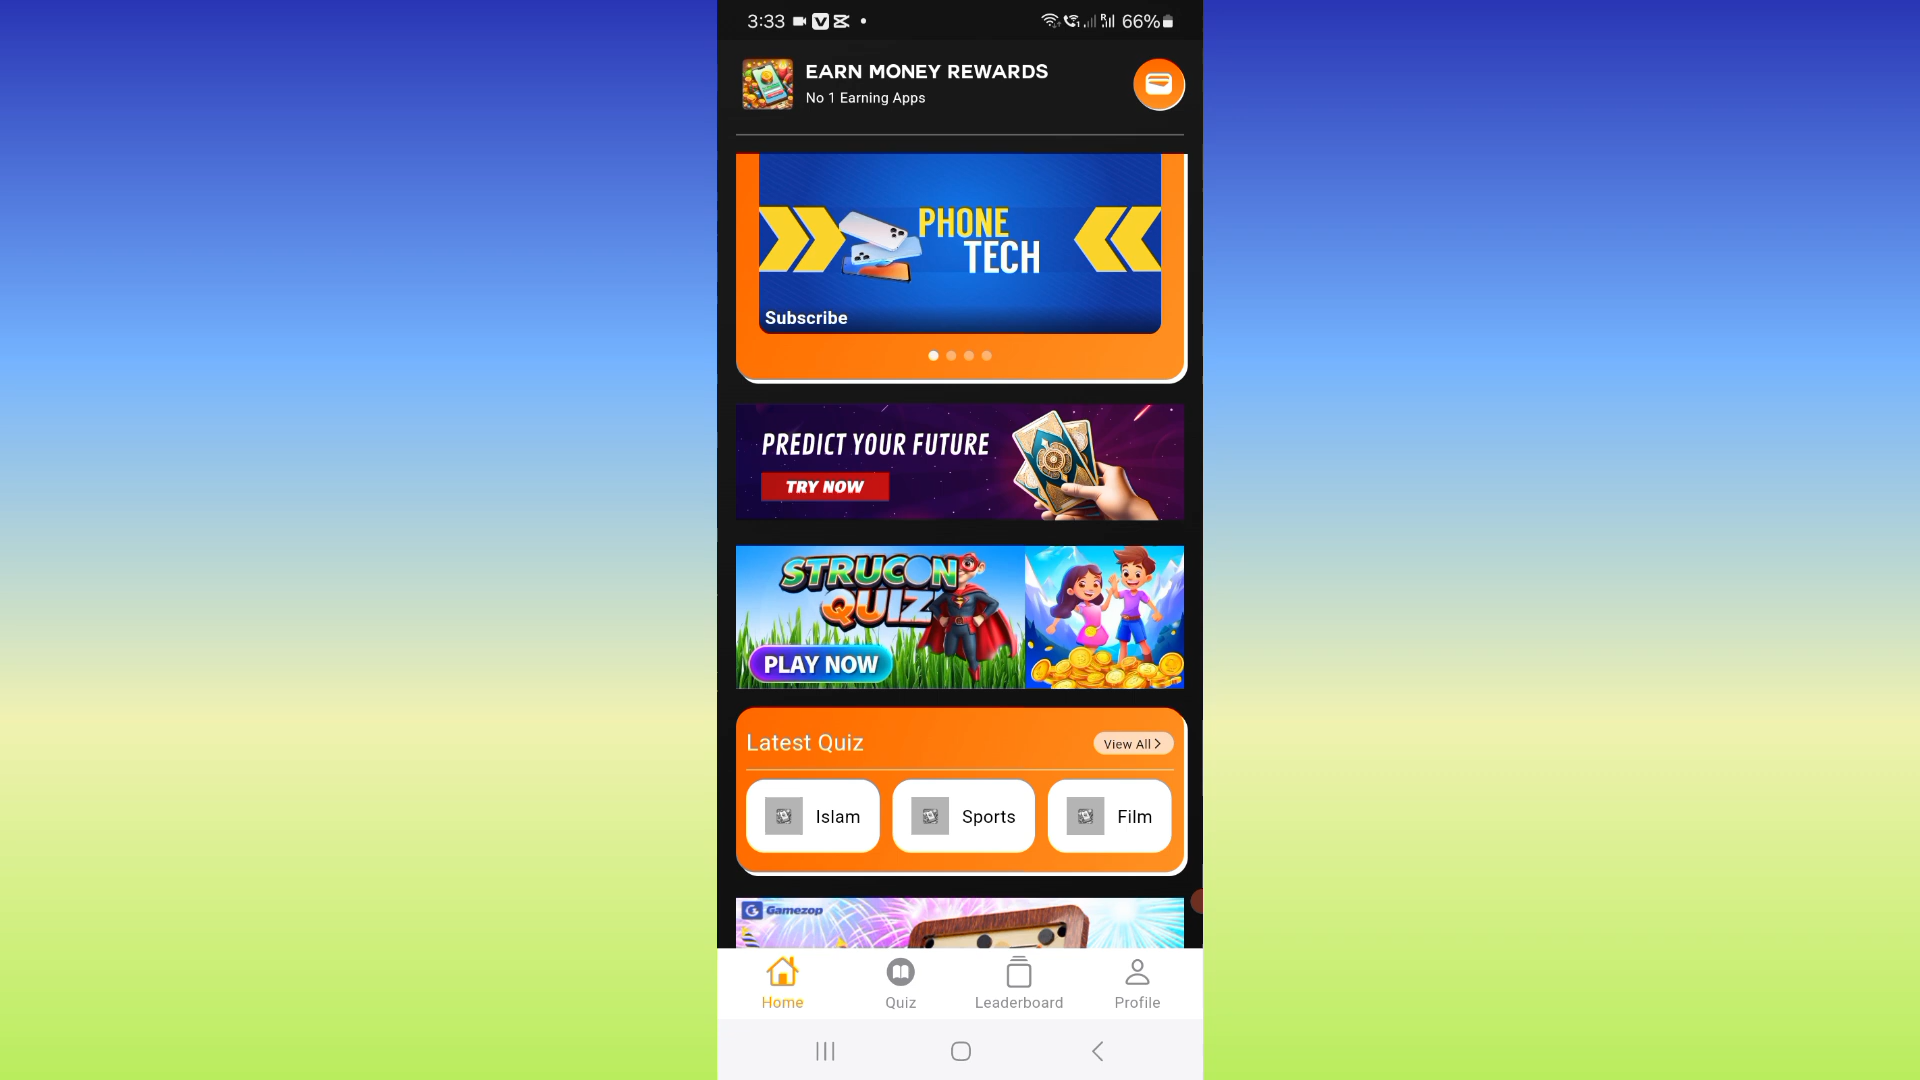 3:33
66%
EARN MONEY REWARDS
No 1 Earning Apps
PHONE
TECH
Subscribe
PREDICT YOUR FUTURE
TRY NOW
STRUCON
QUIZ
PLAY NOW
Latest Quiz
View All
Islam
Sports
Film
Gamezop
Home
Quiz
Leaderboard
Profile